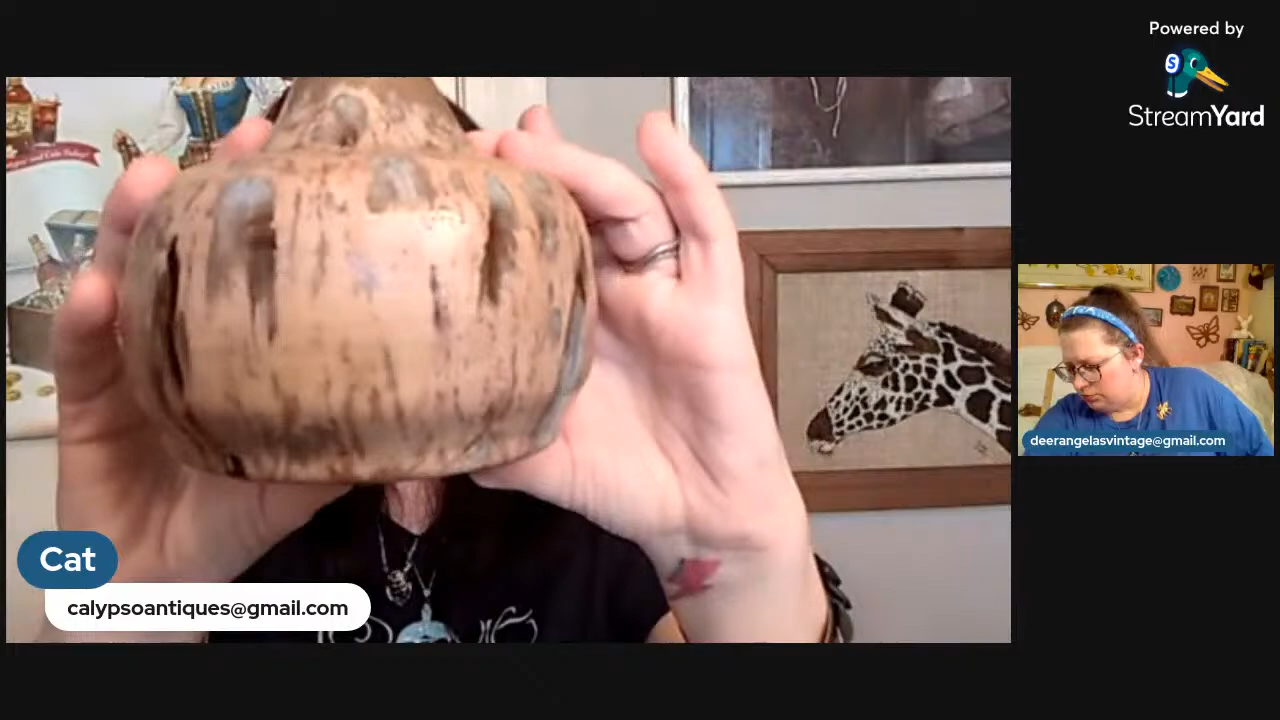 Powered by
StreamYard
deerangelasvintage@gmail.com
Cat
calypsoantiques@gmail.com